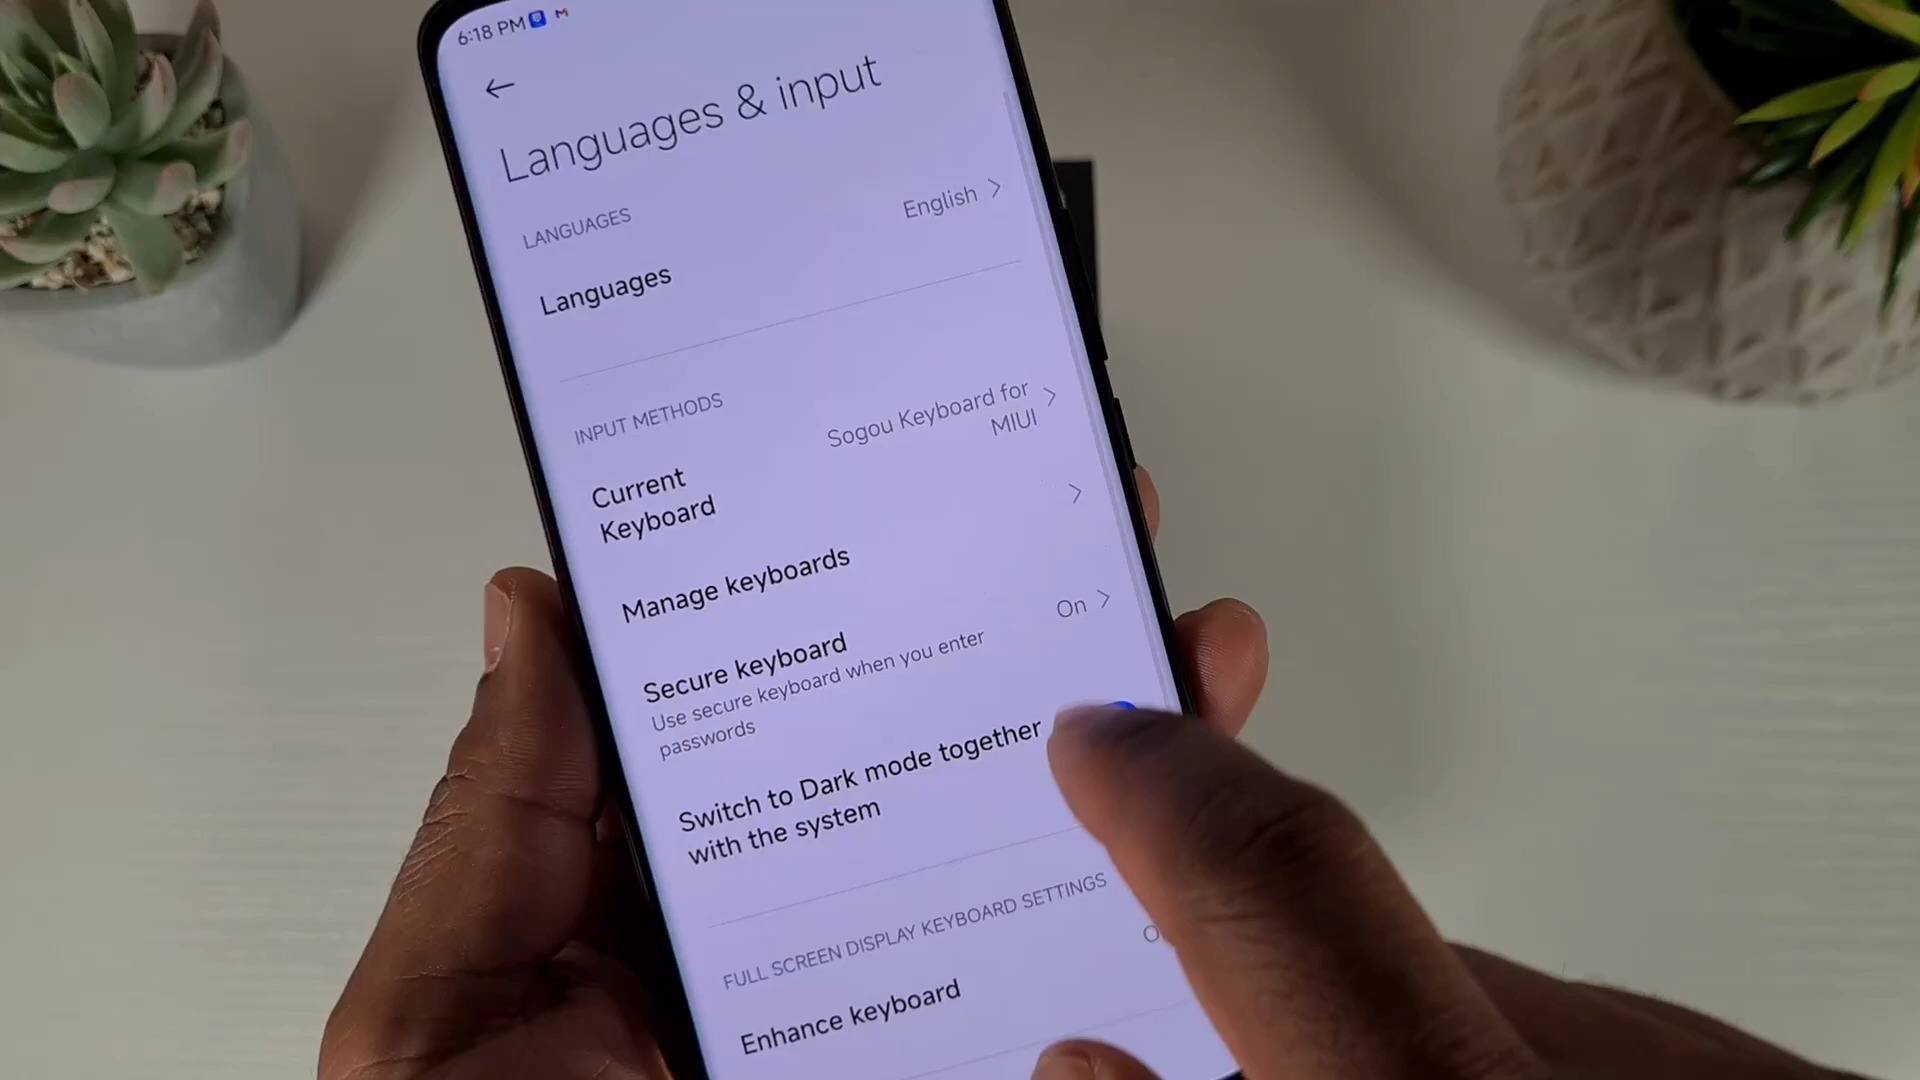 6:18 PM
Languages & input
LANGUAGES
Languages
English
INPUT METHODS
Current
Keyboard
Sogou Keyboard for
MIUI
Manage keyboards
Secure keyboard
Use secure keyboard when you enter
passwords
On
Switch to Dark mode together
with the system
FULL SCREEN DISPLAY KEYBOARD SETTINGS
Enhance keyboard